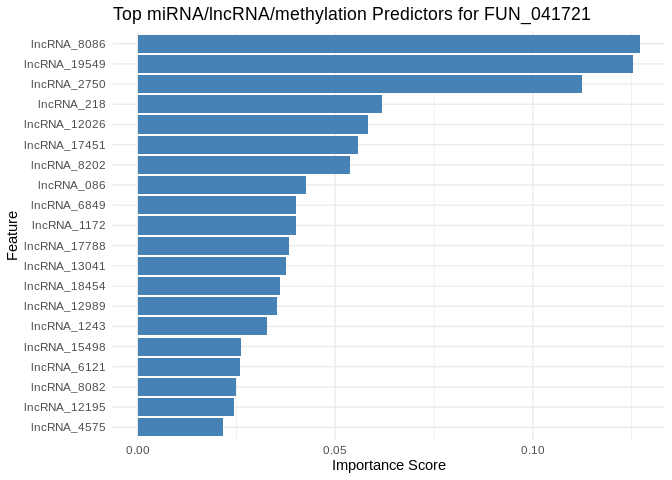 Top miRNA/lncRNA/methylation Predictors for FUN_041721
lncRNA_8086
lncRNA_19549
lncRNA_2750
lncRNA_218
lncRNA_12026
lncRNA_17451
lncRNA_8202
lncRNA_086
lncRNA_6849
lncRNA_1172
lncRNA_17788
lncRNA_13041
lncRNA_18454
lncRNA_12989
lncRNA_1243
lncRNA_15498
lncRNA_6121
lncRNA_8082
lncRNA_12195
lncRNA_4575
Feature
0.00 0.05 0.10
Importance Score